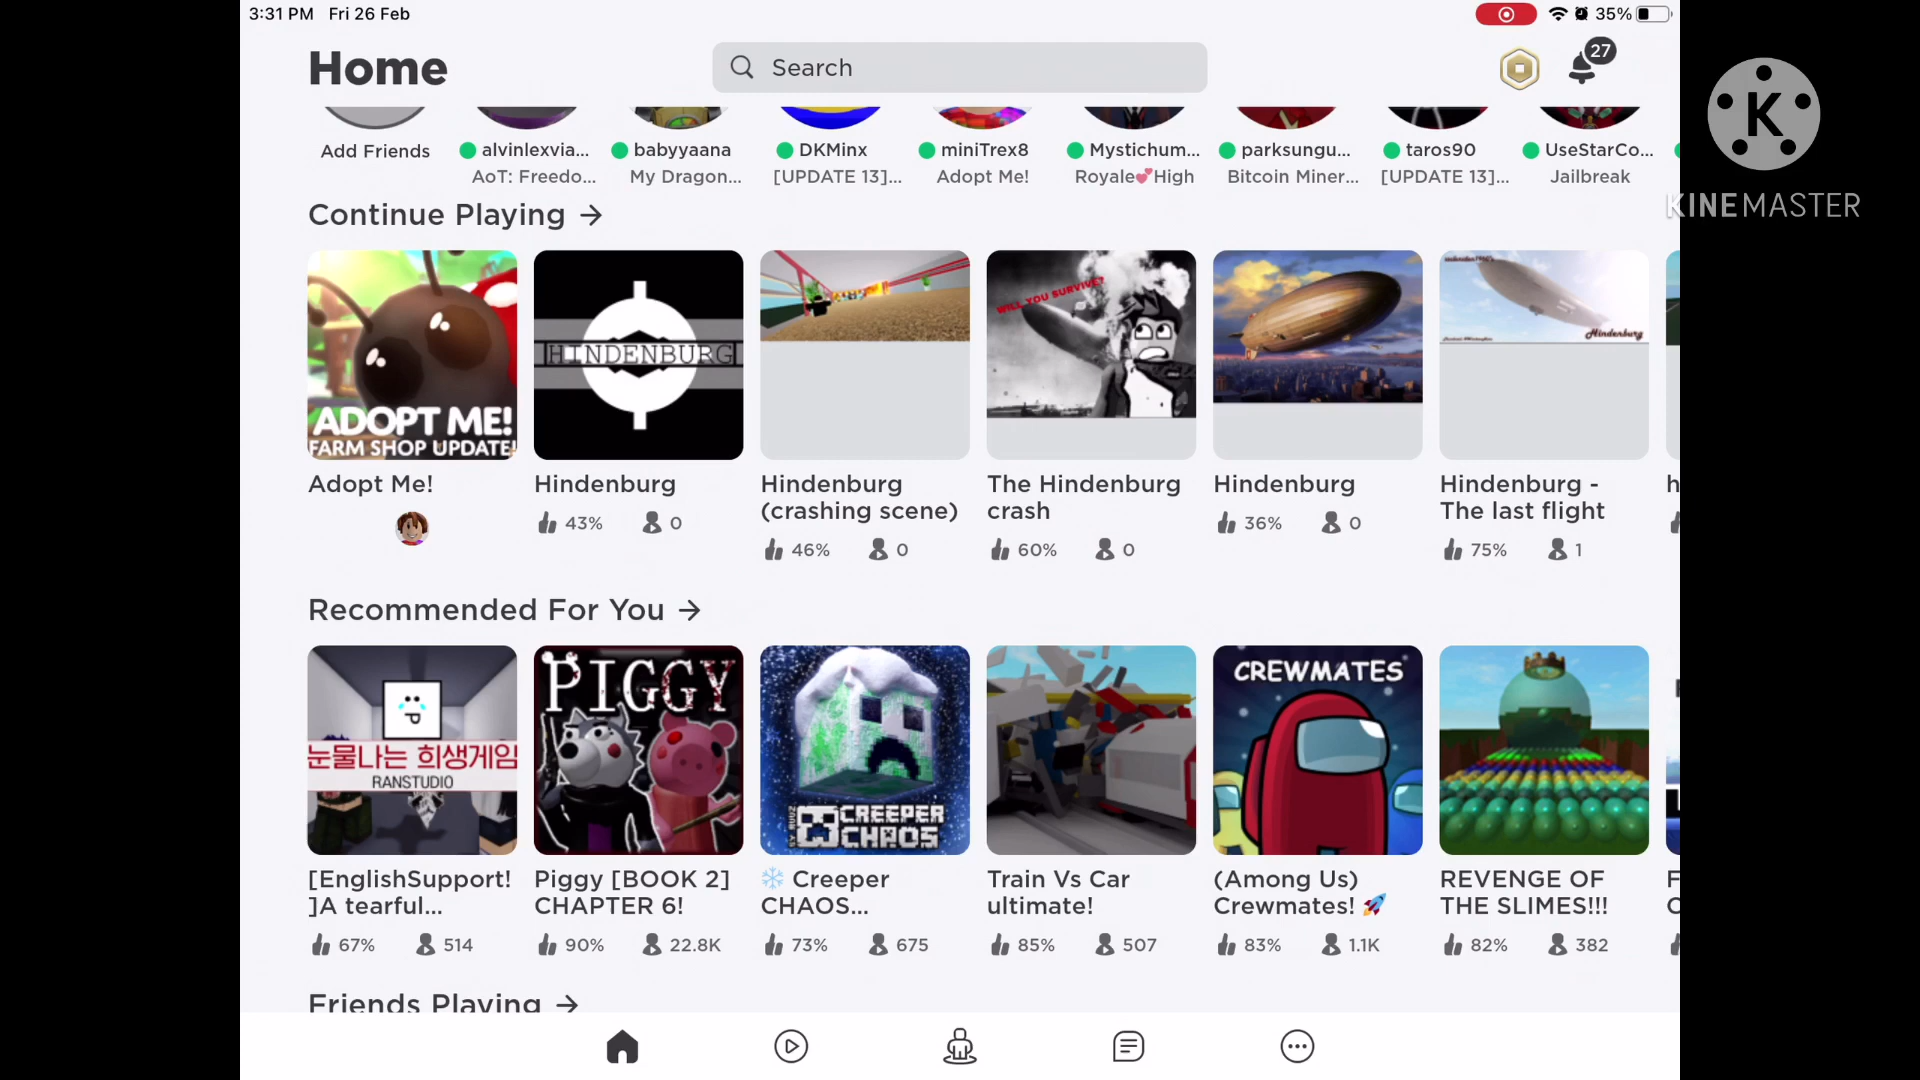 3:31 PM Fri 26 Feb 35%
Home
Search
27
K
KINEMASTER
Add Friends
alvinlexvia...
AoT: Freedo...
babyyaana
My Dragon...
DKMinx
[UPDATE 13]...
miniTrex8
Adopt Me!
Mystichum...
Royale💕High
parksungu...
Bitcoin Miner...
taros90
[UPDATE 13]...
UseStarCo...
Jailbreak
Continue Playing →
ADOPT ME!
FARM SHOP UPDATE!
HINDENBURG
WILL YOU SURVIVE?
Hindenburg
Adopt Me!
Hindenburg
43% 0
Hindenburg
(crashing scene)
46% 0
The Hindenburg
crash
60% 0
Hindenburg
36% 0
Hindenburg -
The last flight
75% 1
Recommended For You →
눈물나는 희생게임
RANSTUDIO
PIGGY
BY RUUZ
CREEPER
CHAOS
CREWMATES
[EnglishSupport!
]A tearful...
67% 514
Piggy [BOOK 2]
CHAPTER 6!
90% 22.8K
❄️ Creeper
CHAOS...
73% 675
Train Vs Car
ultimate!
85% 507
(Among Us)
Crewmates! 🚀
83% 1.1K
REVENGE OF
THE SLIMES!!!
82% 382
Friends Playing →